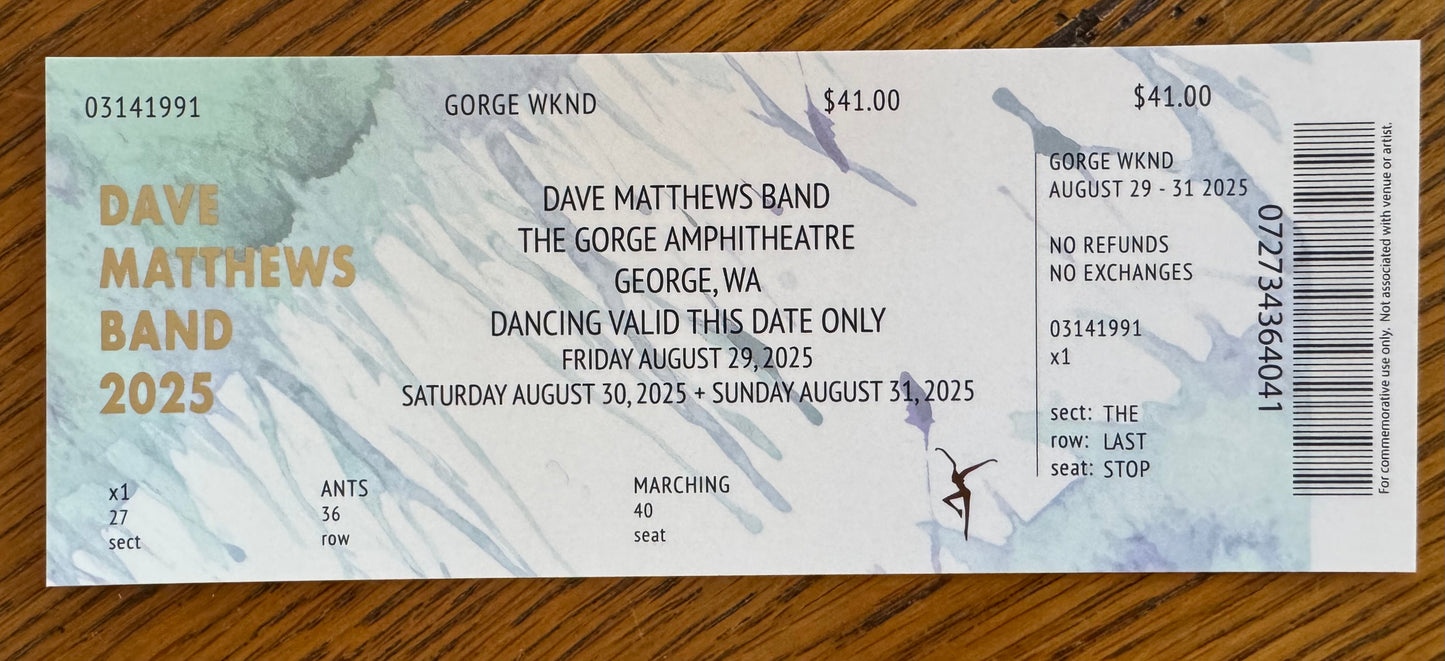 03141991
GORGE WKND
$41.00
DAVE
MATTHEWS
BAND
2025
DAVE MATTHEWS BAND
THE GORGE AMPHITHEATRE
GEORGE, WA
DANCING VALID THIS DATE ONLY
FRIDAY AUGUST 29, 2025
SATURDAY AUGUST 30, 2025 + SUNDAY AUGUST 31, 2025
x1
27
sect
ANTS
36
row
MARCHING
40
seat
$41.00
GORGE WKND
AUGUST 29 - 31 2025
NO REFUNDS
NO EXCHANGES
03141991
x1
sect: THE
row: LAST
seat: STOP
072734364041
For commemorative use only. Not associated with venue or artist.